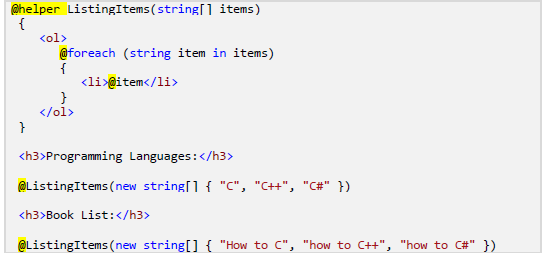 @helper ListingItems(string[] items)
{
<ol>
@foreach (string item in items)
{
<li>@item</li>
}
</ol>
}
<h3>Programming Languages:</h3>
@ListingItems(new string[] { "C", "C++", "C#" })
<h3>Book List:</h3>
@ListingItems(new string[] { "How to C", "how to C++", "how to C#" })